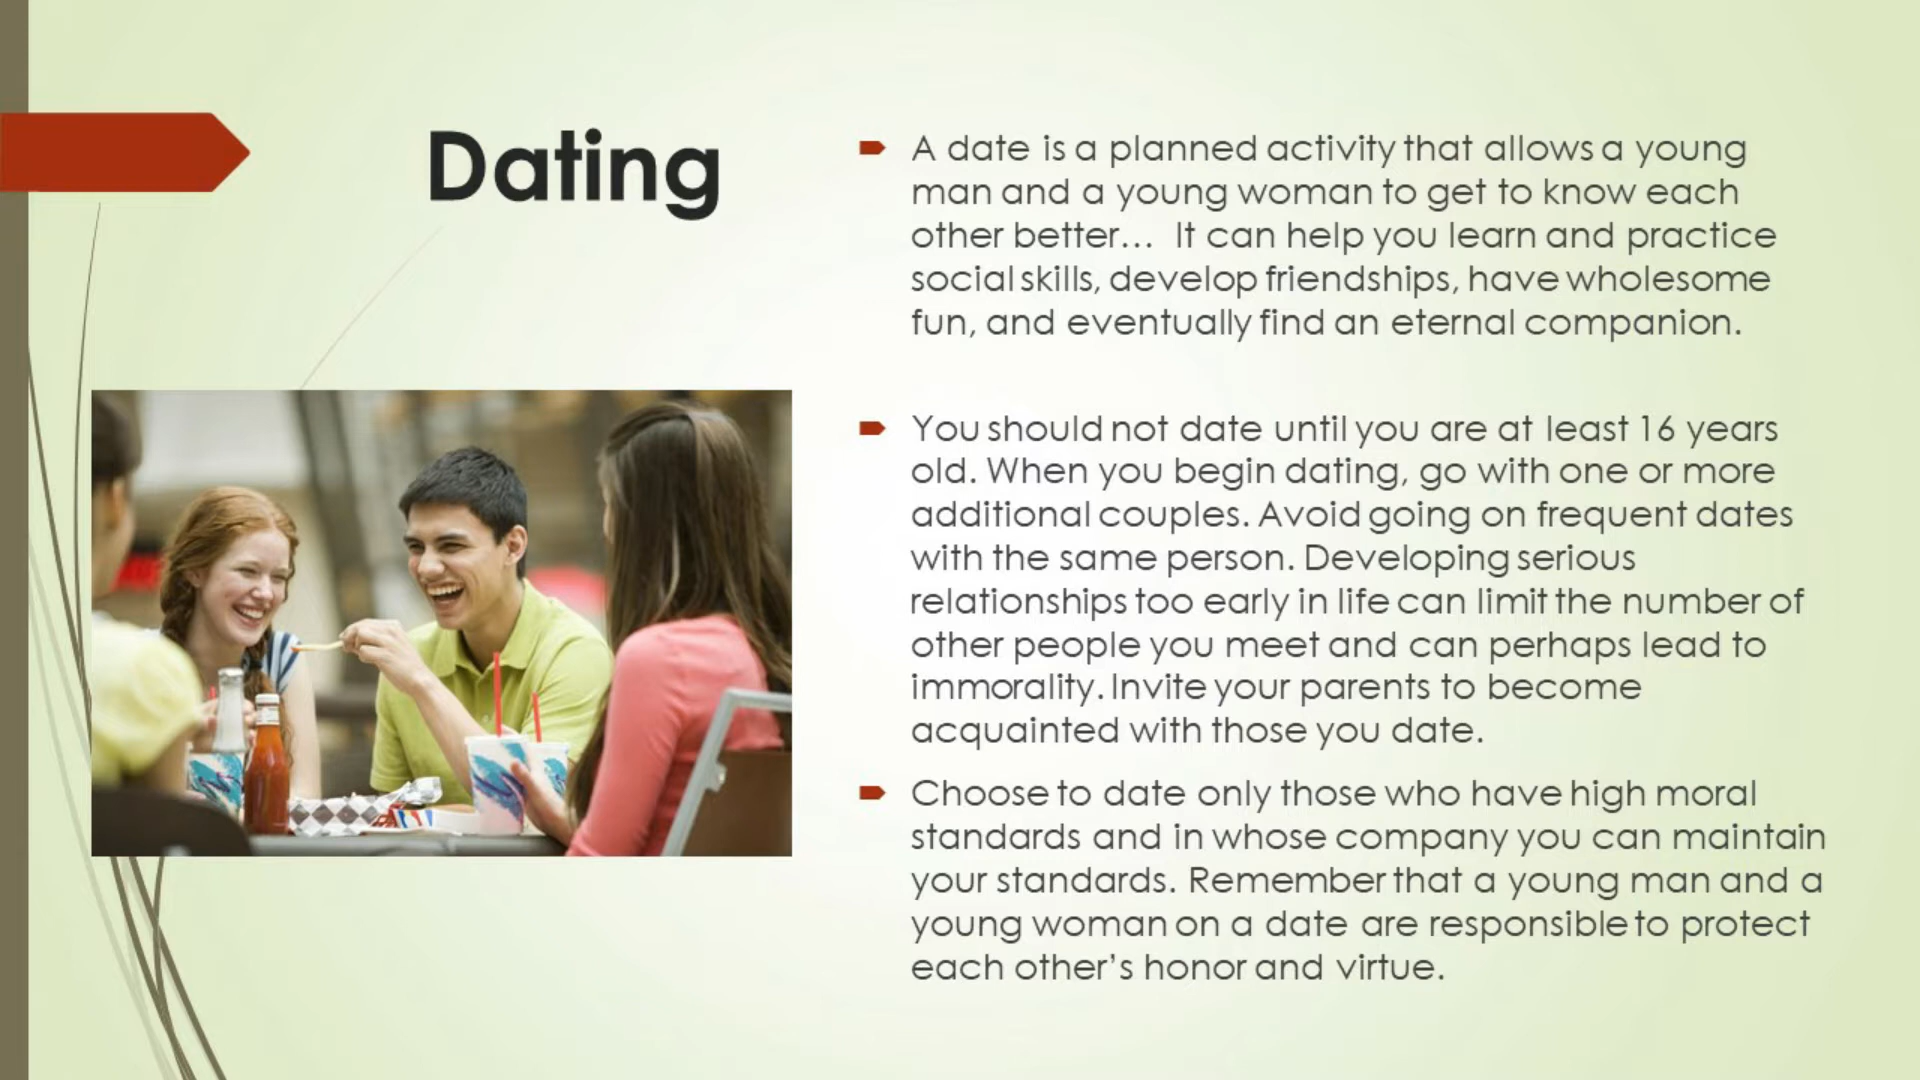 Dating
A date is a planned activity that allows a young
man and a young woman to get to know each
other better... It can help you learn and practice
social skills, develop friendships, have wholesome
fun, and eventually find an eternal companion.
You should not date until you are at least 16 years
old. When you begin dating, go with one or more
additional couples. Avoid going on frequent dates
with the same person. Developing serious
relationships too early in life can limit the number of
other people you meet and can perhaps lead to
immorality. Invite your parents to become
acquainted with those you date.
Choose to date only those who have high moral
standards and in whose company you can maintain
your standards. Remember that a young man and a
young woman on a date are responsible to protect
each other’s honor and virtue.